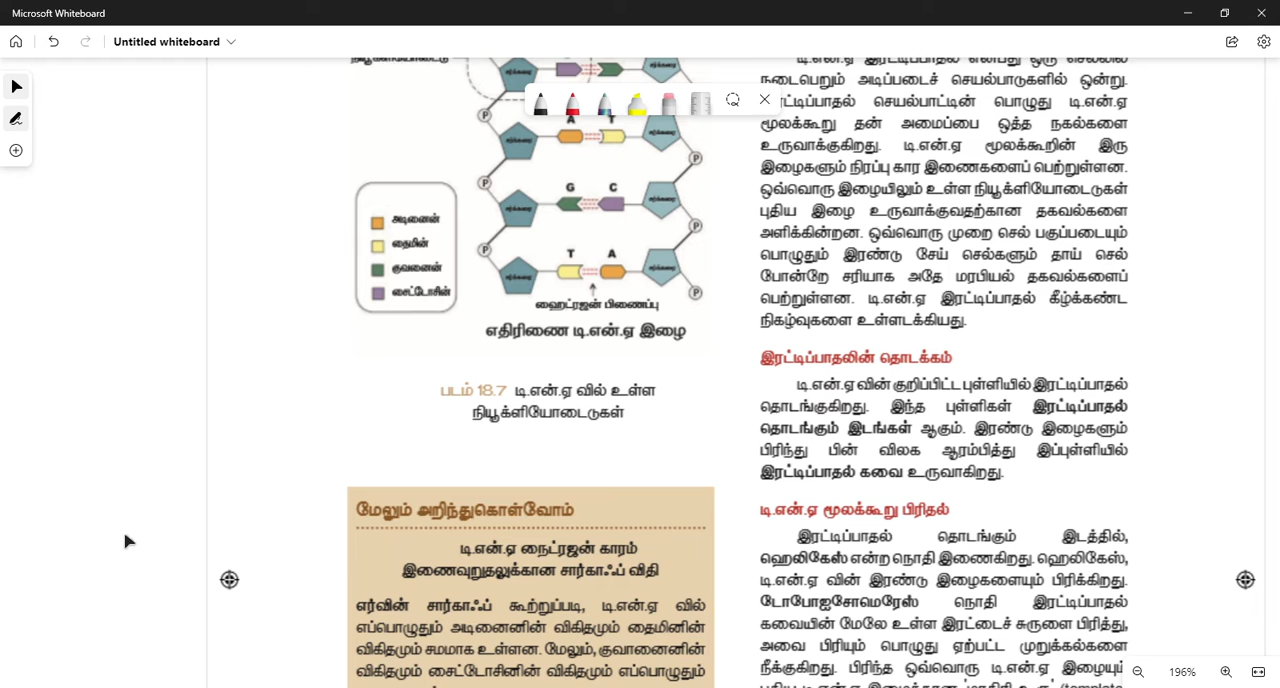 Microsoft Whiteboard
Untitled whiteboard
P
A T
P
P
G C
P
P
T A
P
அடினைன்
தைமின்
குவனைன்
சைட்டோசின்
ஹைட்ரஜன் பிணைப்பு
எதிரிணை டி.என்.ஏ இழை
படம் 18.7 டி.என்.ஏ வில் உள்ள
நியூக்ளியோடைடுகள்
மேலும் அறிந்துகொள்வோம்
டி.என்.ஏ நைட்ரஜன் காரம்
இணைவுறுதலுக்கான சார்காஃப் விதி
எர்வின் சார்காஃப் கூற்றுப்படி, டி.என்.ஏ வில்
எப்பொழுதும் அடினைனின் விகிதமும் தைமினின்
விகிதமும் சமமாக உள்ளன. மேலும், குவானைனின்
விகிதமும் சைட்டோசினின் விகிதமும் எப்பொழுதும்
டி.என்.ஏ இரட்டிப்பாதல் என்பது ஒரு செல்லில்
நடைபெறும் அடிப்படைச் செயல்பாடுகளில் ஒன்று.
இரட்டிப்பாதல் செயல்பாட்டின் பொழுது டி.என்.ஏ
மூலக்கூறு தன் அமைப்பை ஒத்த நகல்களை
உருவாக்குகிறது. டி.என்.ஏ மூலக்கூறின் இரு
இழைகளும் நிரப்பு கார இணைகளைப் பெற்றுள்ளன.
ஒவ்வொரு இழையிலும் உள்ள நியூக்ளியோடைடுகள்
புதிய இழை உருவாக்குவதற்கான தகவல்களை
அளிக்கின்றன. ஒவ்வொரு முறை செல் பகுப்படையும்
பொழுதும் இரண்டு சேய் செல்களும் தாய் செல்
போன்றே சரியாக அதே மரபியல் தகவல்களைப்
பெற்றுள்ளன. டி.என்.ஏ இரட்டிப்பாதல் கீழ்க்கண்ட
நிகழ்வுகளை உள்ளடக்கியது.
இரட்டிப்பாதலின் தொடக்கம்
டி.என்.ஏ வின் குறிப்பிட்ட புள்ளியில் இரட்டிப்பாதல்
தொடங்குகிறது. இந்த புள்ளிகள் இரட்டிப்பாதல்
தொடங்கும் இடங்கள் ஆகும். இரண்டு இழைகளும்
பிரிந்து பின் விலக ஆரம்பித்து இப்புள்ளியில்
இரட்டிப்பாதல் கவை உருவாகிறது.
டி.என்.ஏ மூலக்கூறு பிரிதல்
இரட்டிப்பாதல் தொடங்கும் இடத்தில்,
ஹெலிகேஸ் என்ற நொதி இணைகிறது. ஹெலிகேஸ்,
டி.என்.ஏ வின் இரண்டு இழைகளையும் பிரிக்கிறது.
டோபோஐசோமெரேஸ் நொதி இரட்டிப்பாதல்
கவையின் மேலே உள்ள இரட்டைச் சுருளை பிரித்து,
அவை பிரியும் பொழுது ஏற்பட்ட முறுக்கல்களை
நீக்குகிறது. பிரிந்த ஒவ்வொரு டி.என்.ஏ இழையும்
196%